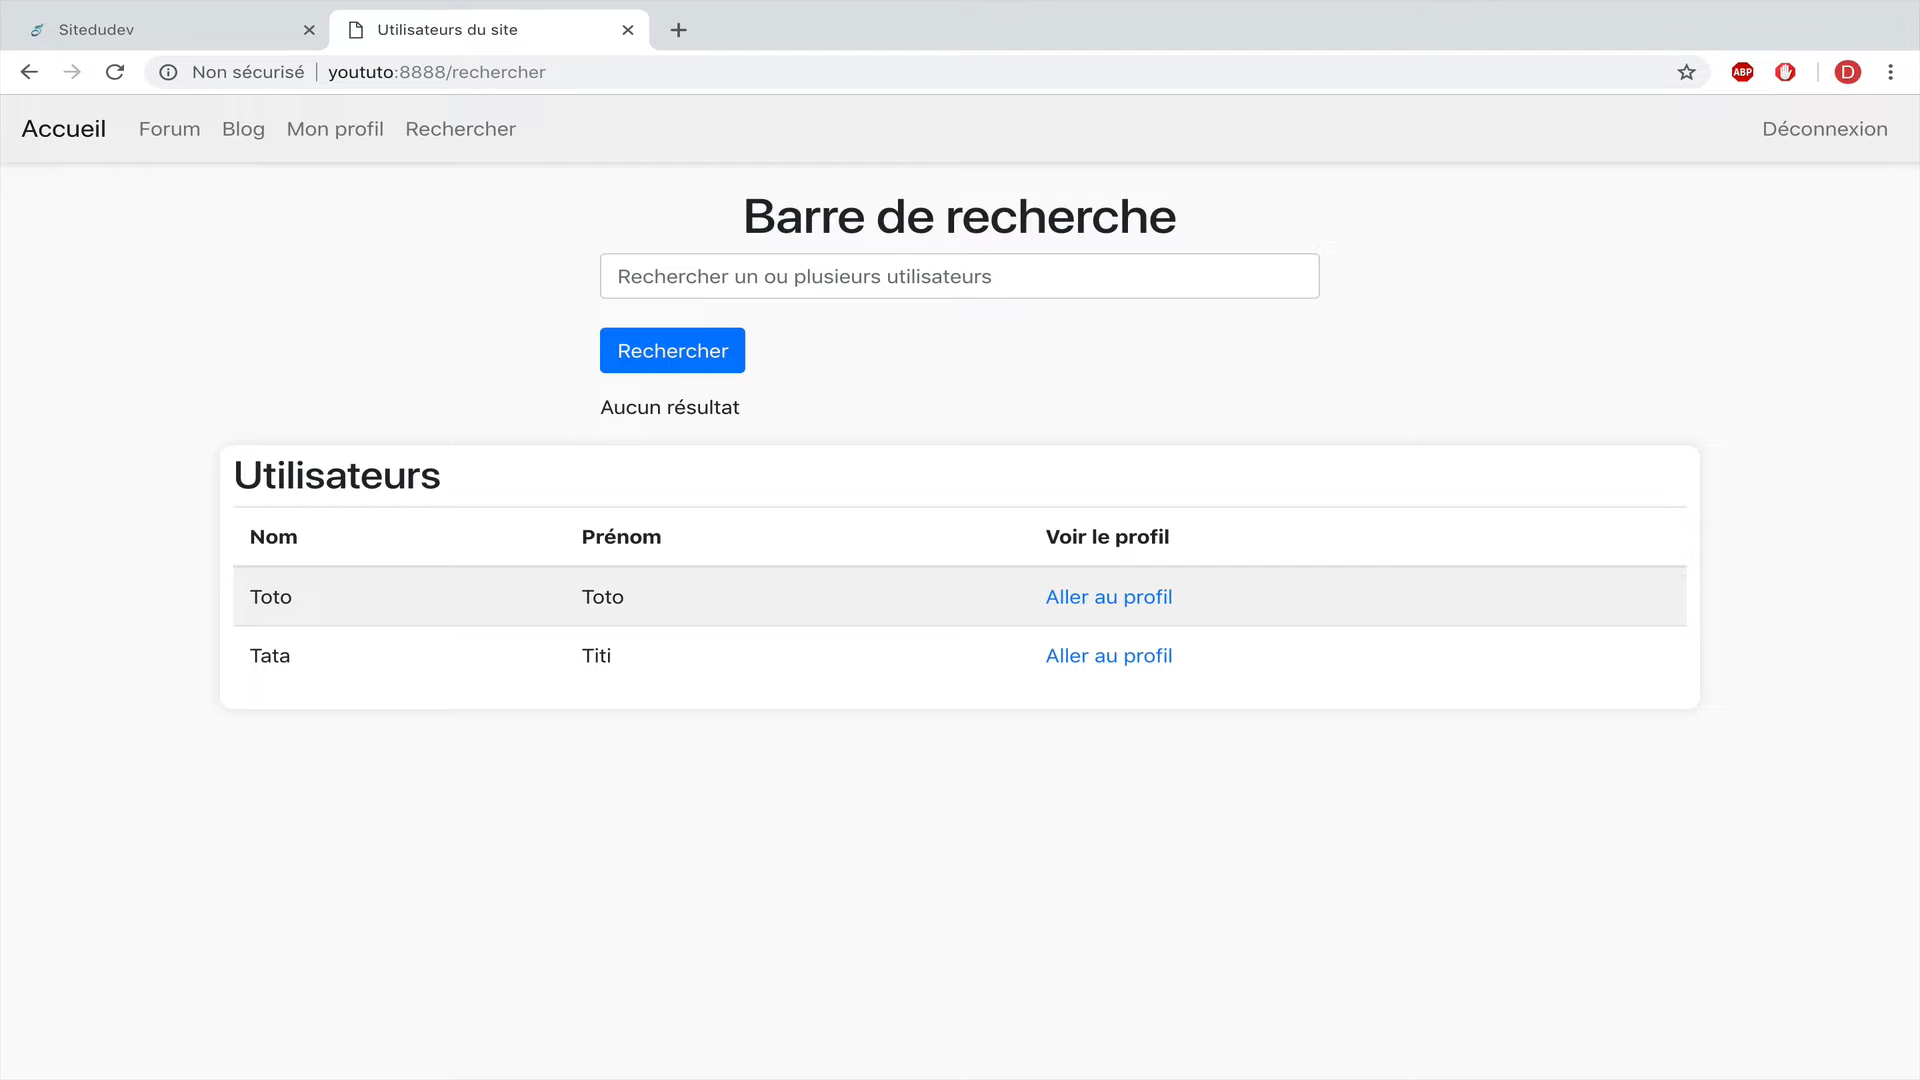 Sitedudev
Utilisateurs du site
Non sécurisé | yoututo:8888/rechercher
ABP
D
Accueil Forum Blog Mon profil Rechercher Déconnexion
Barre de recherche
Rechercher un ou plusieurs utilisateurs
Rechercher
Aucun résultat
Utilisateurs
Nom Prénom Voir le profil
Toto Toto Aller au profil
Tata Titi Aller au profil